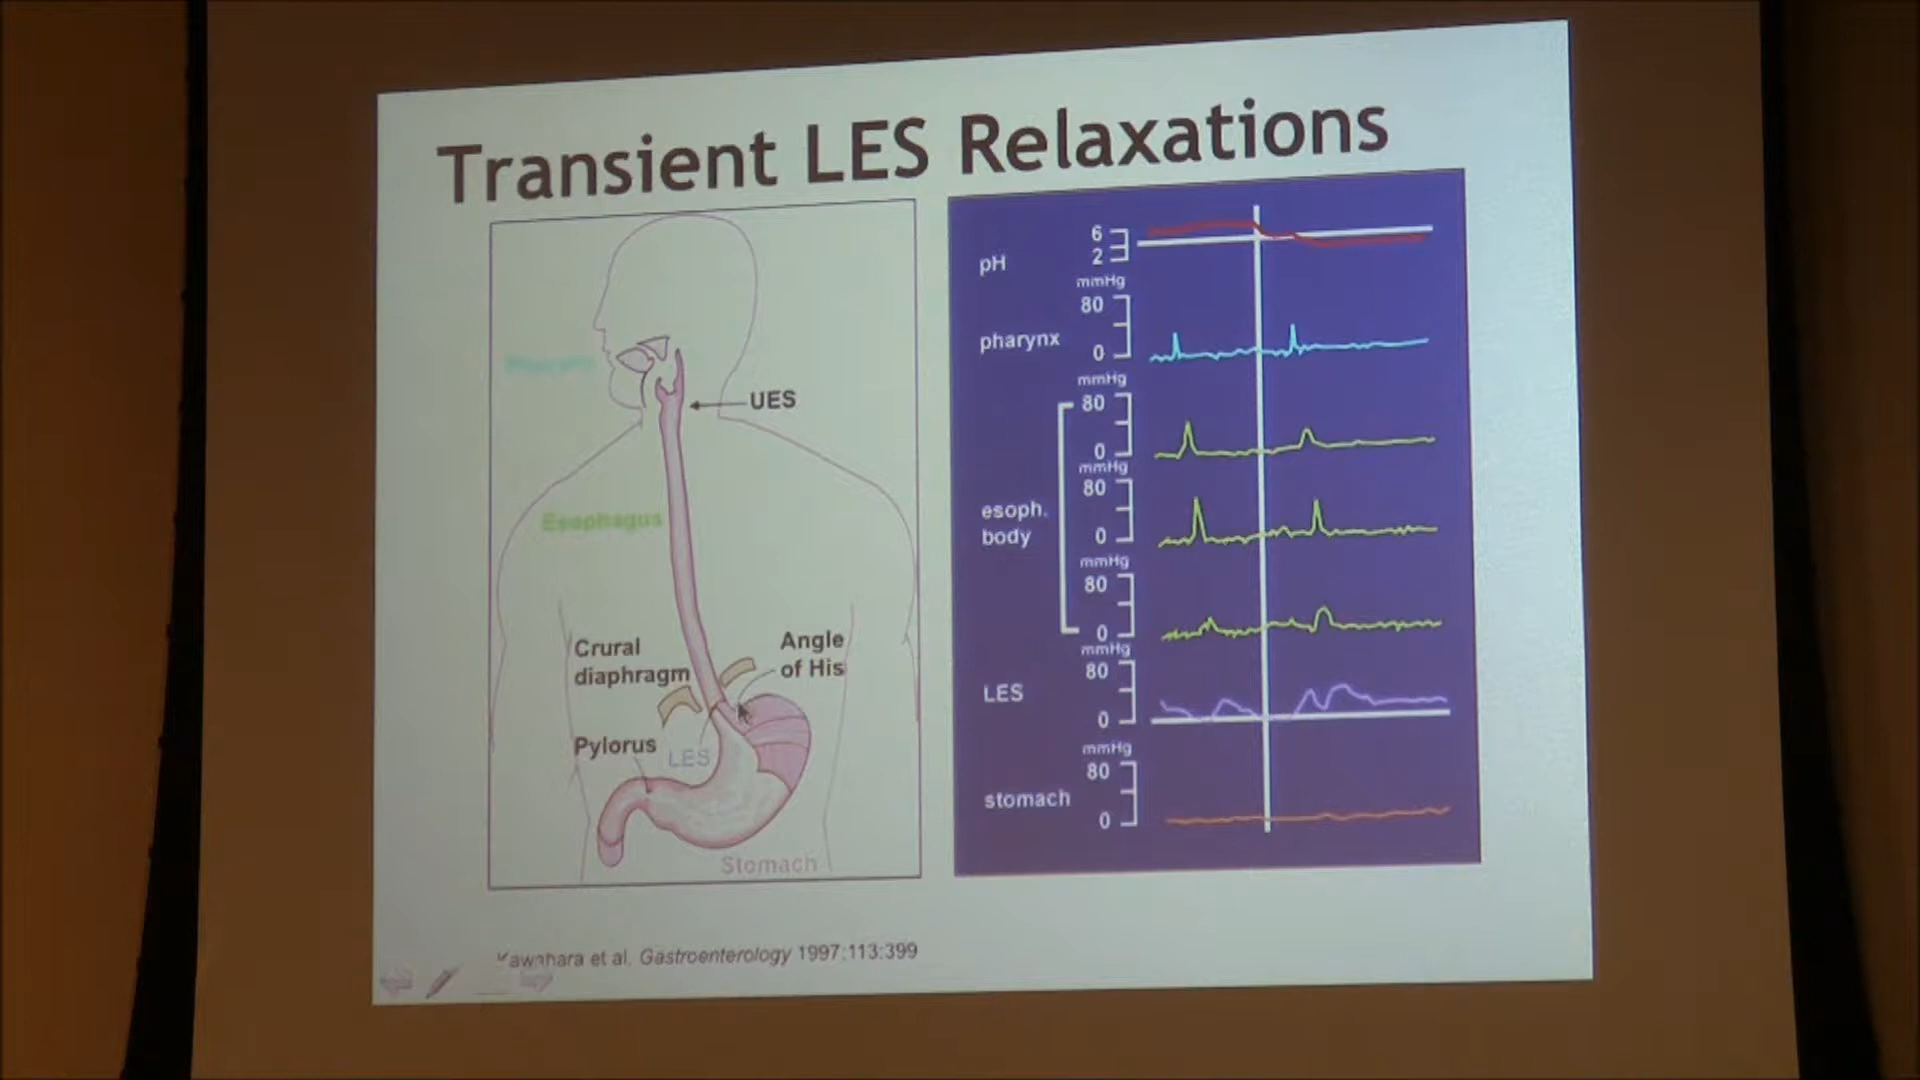 Transient LES Relaxations
UES
Esophagus
Crural
diaphragm
Angle
of His
Pylorus
LES
Stomach
pH
6
2
mmHg
pharynx
80
0
mmHg
80
0
mmHg
esoph.
body
80
0
mmHg
80
0
mmHg
LES
80
0
mmHg
stomach
80
0
et al. Gastroenterology 1997;113:399